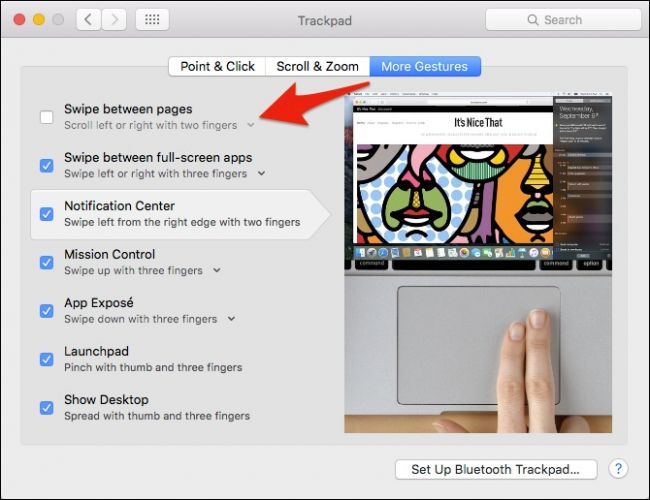 Trackpad
Search
Point & Click
Scroll & Zoom
More Gestures
Swipe between pages
Scroll left or right with two fingers
Swipe between full-screen apps
Swipe left or right with three fingers
Notification Center
Swipe left from the right edge with two fingers
Mission Control
Swipe up with three fingers
App Exposé
Swipe down with three fingers
Launchpad
Pinch with thumb and three fingers
Show Desktop
Spread with thumb and three fingers
It's Nice That
Wednesday,
command
command
option
Set Up Bluetooth Trackpad...
?